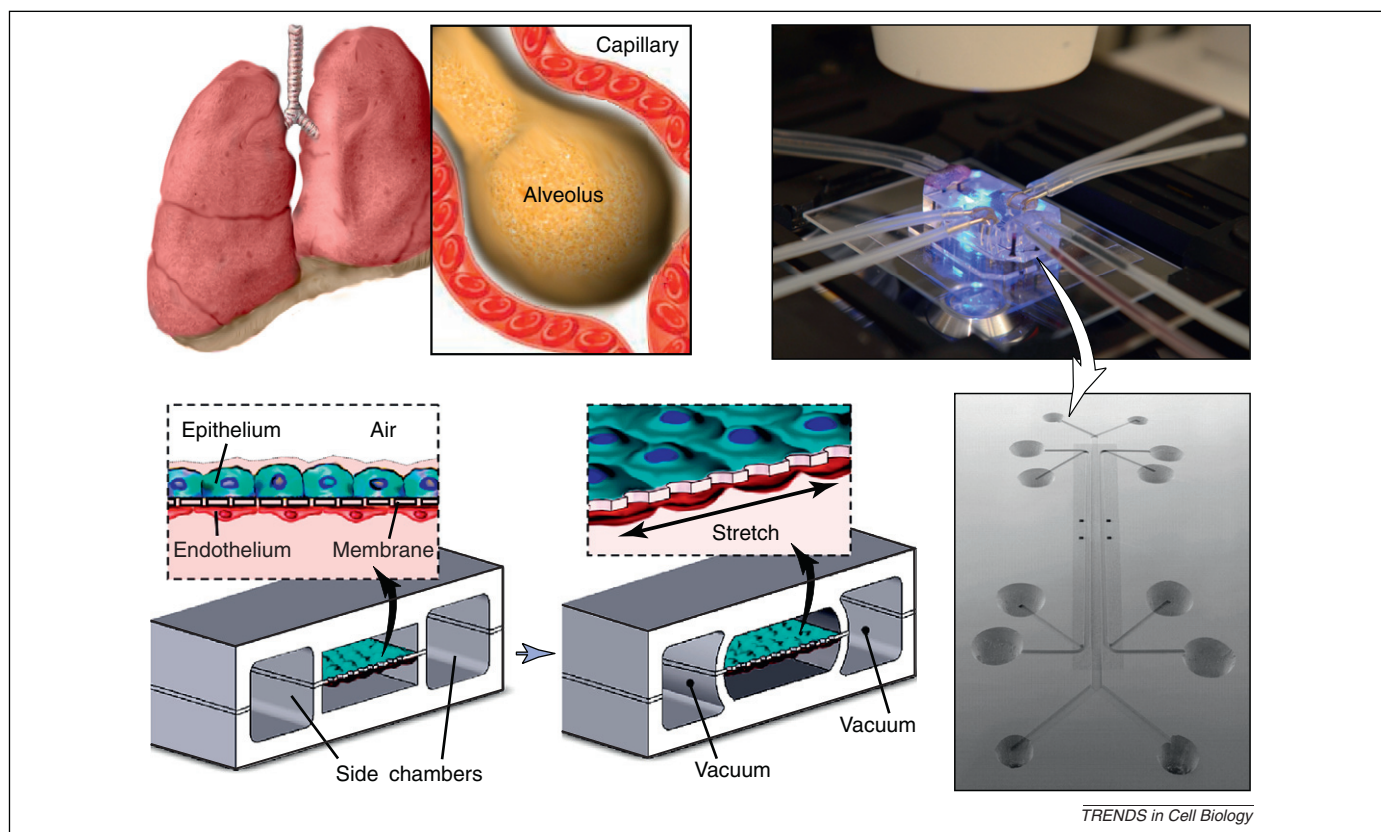 Capillary
Alveolus
Epithelium
Air
Endothelium
Membrane
Stretch
Side chambers
Vacuum
Vacuum
TRENDS in Cell Biology